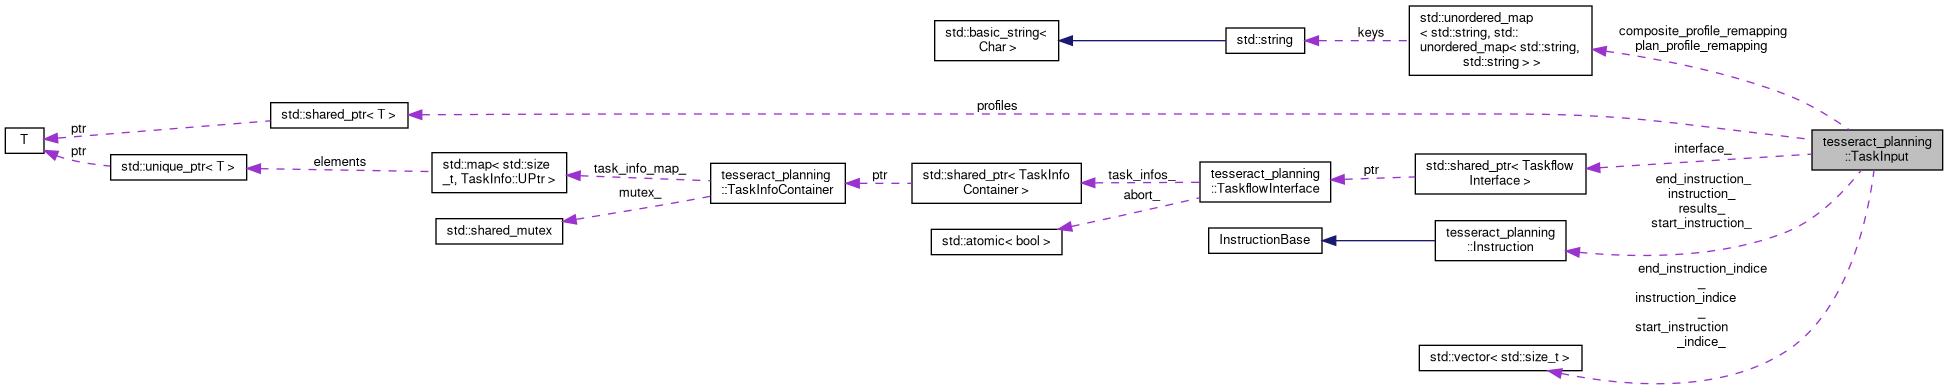 std::unordered_map
< std::string, std::
unordered_map< std::string,
std::string > >
std::basic_string<
Char >
std::string
keys
composite_profile_remapping
plan_profile_remapping
std::shared_ptr< T >
profiles
T
ptr
ptr
std::unique_ptr< T >
elements
std::map< std::size
_t, TaskInfo::UPtr >
task_info_map_
mutex_
tesseract_planning
::TaskInfoContainer
ptr
std::shared_ptr< TaskInfo
Container >
task_infos_
abort_
tesseract_planning
::TaskflowInterface
ptr
std::shared_ptr< Taskflow
Interface >
interface_
tesseract_planning
::TaskInput
std::shared_mutex
std::atomic< bool >
InstructionBase
tesseract_planning
::Instruction
end_instruction_
instruction_
results_
start_instruction_
end_instruction_indice
_
instruction_indice
_
start_instruction
_indice_
std::vector< std::size_t >